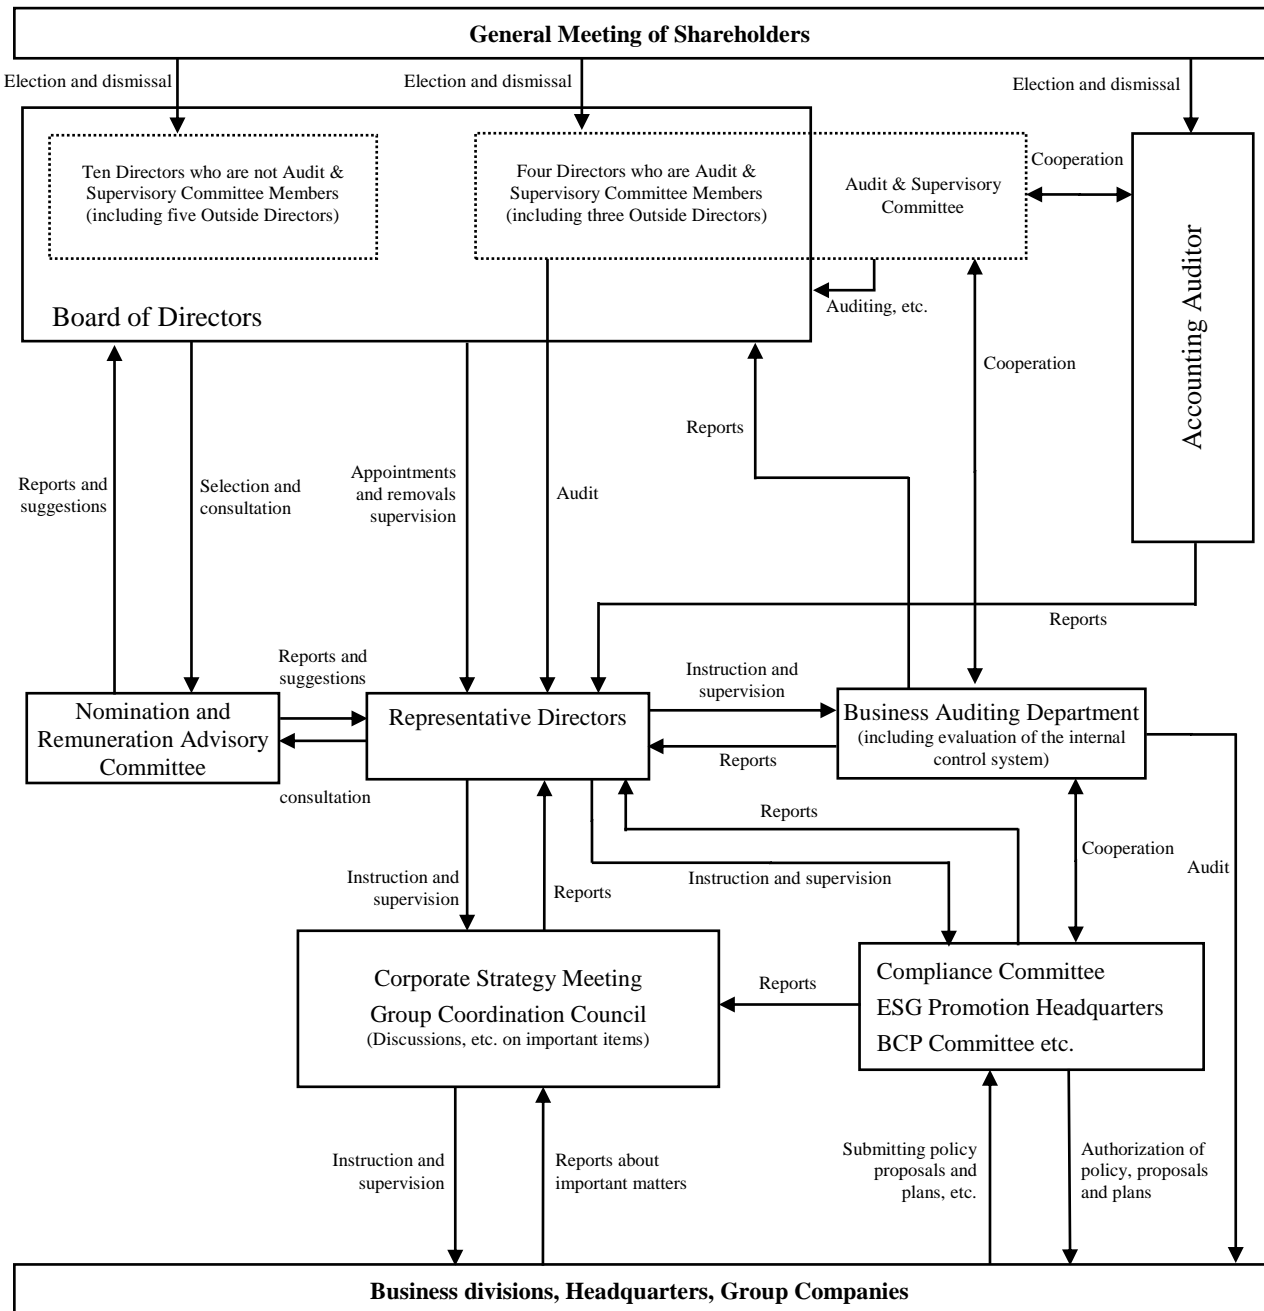 General Meeting of Shareholders
Election and dismissal
Election and dismissal
Election and dismissal
Ten Directors who are not Audit &
Supervisory Committee Members
(including five Outside Directors)
Four Directors who are Audit &
Supervisory Committee Members
(including three Outside Directors)
Audit & Supervisory
Committee
Cooperation
Accounting Auditor
Board of Directors
Auditing, etc.
Cooperation
Reports
Reports and
suggestions
Selection and
consultation
Appointments
and removals
supervision
Audit
Reports
Reports and
suggestions
Instruction and
supervision
Nomination and
Remuneration Advisory
Committee
Representative Directors
Business Auditing Department
(including evaluation of the internal
control system)
Reports
consultation
Reports
Cooperation
Audit
Instruction and
supervision
Reports
Instruction and supervision
Corporate Strategy Meeting
Group Coordination Council
(Discussions, etc. on important items)
Reports
Compliance Committee
ESG Promotion Headquarters
BCP Committee etc.
Instruction and
supervision
Reports about
important matters
Submitting policy
proposals and
plans, etc.
Authorization of
policy, proposals
and plans
Business divisions, Headquarters, Group Companies